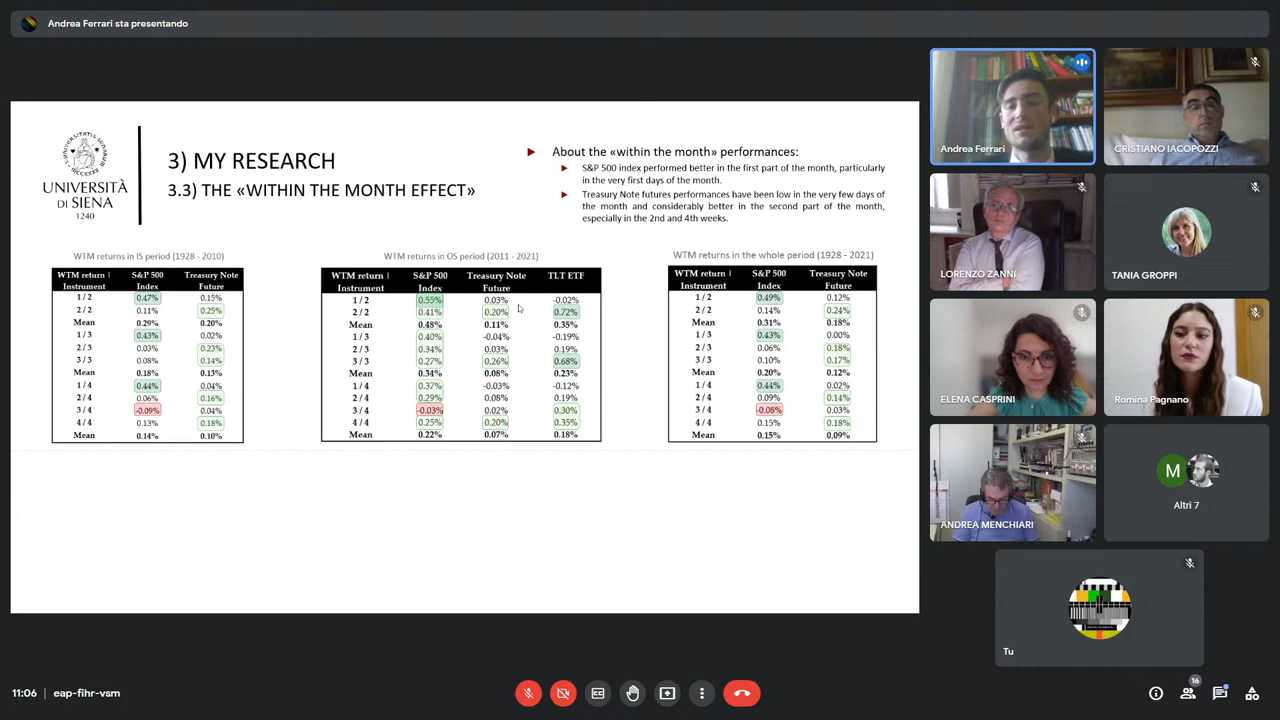 Andrea Ferrari sta presentando
UNIVERSITÀ
DI SIENA
1240
3) MY RESEARCH
3.3) THE «WITHIN THE MONTH EFFECT»
About the «within the month» performances:
S&P 500 index performed better in the first part of the month, particularly
in the very first days of the month.
Treasury Note futures performances have been low in the very few days of
the month and considerably better in the second part of the month,
especially in the 2nd and 4th weeks.
WTM returns in IS period (1928 - 2010)
WTM return | S&P 500 Treasury Note
Instrument Index Future
1 / 2 0.47% 0.15%
2 / 2 0.11% 0.25%
Mean 0.29% 0.20%
1 / 3 0.43% 0.02%
2 / 3 0.03% 0.23%
3 / 3 0.08% 0.14%
Mean 0.18% 0.13%
1 / 4 0.44% 0.04%
2 / 4 0.06% 0.16%
3 / 4 -0.09% 0.04%
4 / 4 0.13% 0.18%
Mean 0.14% 0.10%
WTM returns in OS period (2011 - 2021)
WTM return | S&P 500 Treasury Note TLT ETF
Instrument Index Future
1 / 2 0.55% 0.03% -0.02%
2 / 2 0.41% 0.20% 0.72%
Mean 0.48% 0.11% 0.35%
1 / 3 0.40% -0.04% -0.19%
2 / 3 0.34% 0.03% 0.19%
3 / 3 0.27% 0.26% 0.68%
Mean 0.34% 0.08% 0.23%
1 / 4 0.37% -0.03% -0.12%
2 / 4 0.29% 0.08% 0.19%
3 / 4 -0.03% 0.02% 0.30%
4 / 4 0.25% 0.20% 0.35%
Mean 0.22% 0.07% 0.18%
WTM returns in the whole period (1928 - 2021)
WTM return | S&P 500 Treasury Note
Instrument Index Future
1 / 2 0.49% 0.12%
2 / 2 0.14% 0.24%
Mean 0.31% 0.18%
1 / 3 0.43% 0.00%
2 / 3 0.06% 0.18%
3 / 3 0.10% 0.17%
Mean 0.20% 0.12%
1 / 4 0.44% 0.02%
2 / 4 0.09% 0.14%
3 / 4 -0.08% 0.03%
4 / 4 0.15% 0.18%
Mean 0.15% 0.09%
Andrea Ferrari
CRISTIANO IACOPOZZI
LORENZO ZANNI
TANIA GROPPI
ELENA CASPRINI
Romina Pagnano
ANDREA MENCHIARI
M
Altri 7
Tu
11:06 | eap-fihr-vsm
16